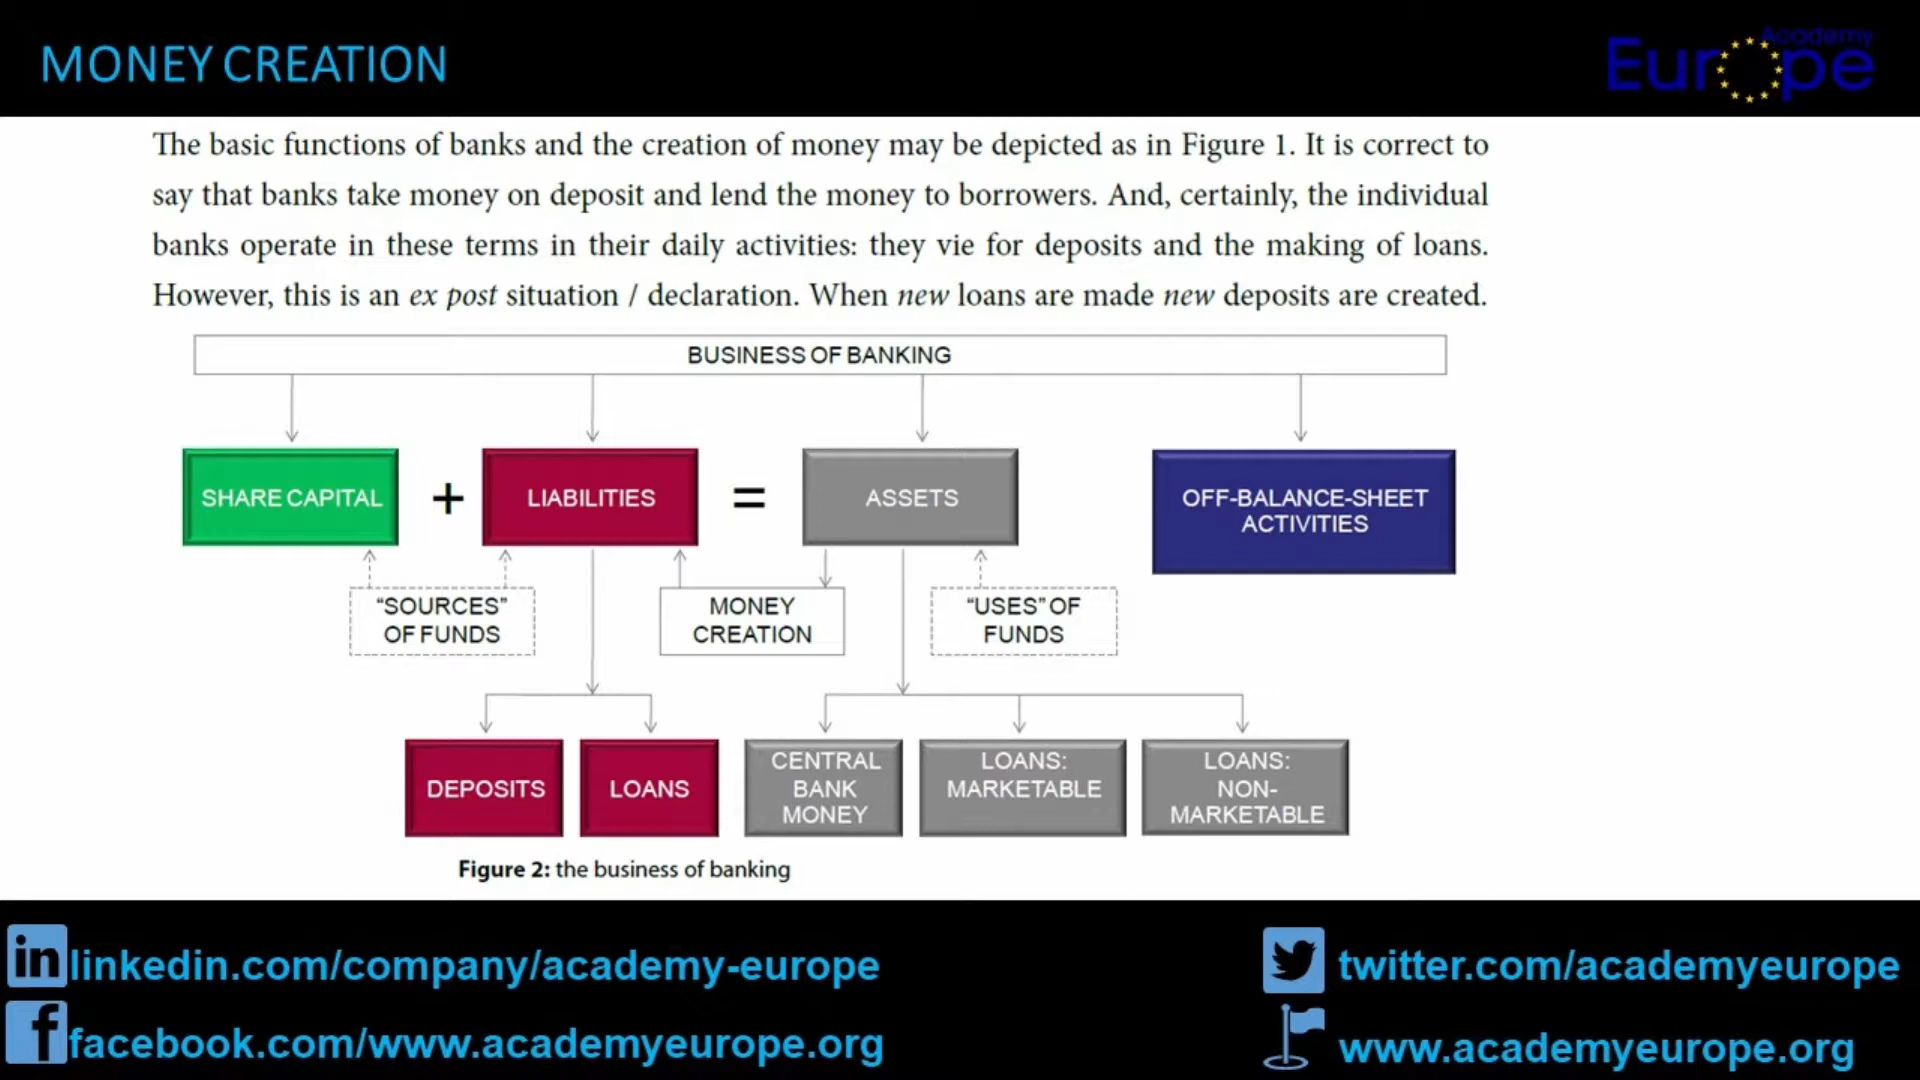 MONEY CREATION
Academy
Europe
The basic functions of banks and the creation of money may be depicted as in Figure 1. It is correct to
say that banks take money on deposit and lend the money to borrowers. And, certainly, the individual
banks operate in these terms in their daily activities: they vie for deposits and the making of loans.
However, this is an ex post situation / declaration. When new loans are made new deposits are created.
BUSINESS OF BANKING
SHARE CAPITAL + LIABILITIES = ASSETS
OFF-BALANCE-SHEET
ACTIVITIES
“SOURCES”
OF FUNDS
MONEY
CREATION
“USES” OF
FUNDS
DEPOSITS
LOANS
CENTRAL
BANK
MONEY
LOANS:
MARKETABLE
LOANS:
NON-
MARKETABLE
Figure 2: the business of banking
in linkedin.com/company/academy-europe
twitter.com/academyeurope
f facebook.com/www.academyeurope.org
www.academyeurope.org